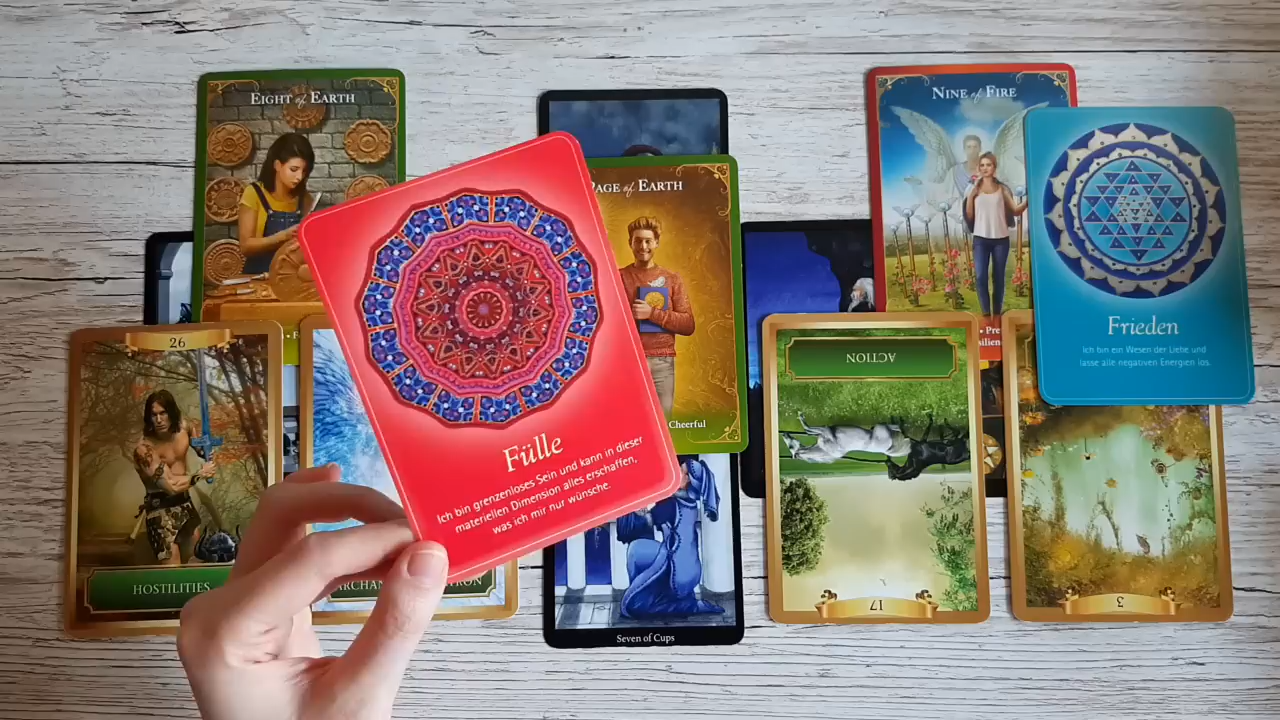 EIGHT of EARTH
NINE of FIRE
PAGE of EARTH
Cheerful
Frieden
Ich bin ein Wesen der Liebe und
lasse alle negativen Energien los.
26
HOSTILITIES
Fülle
Ich bin grenzenloses Sein und kann in dieser
materiellen Dimension alles erschaffen,
was ich mir nur wünsche.
Seven of Cups
ACTION
17
3